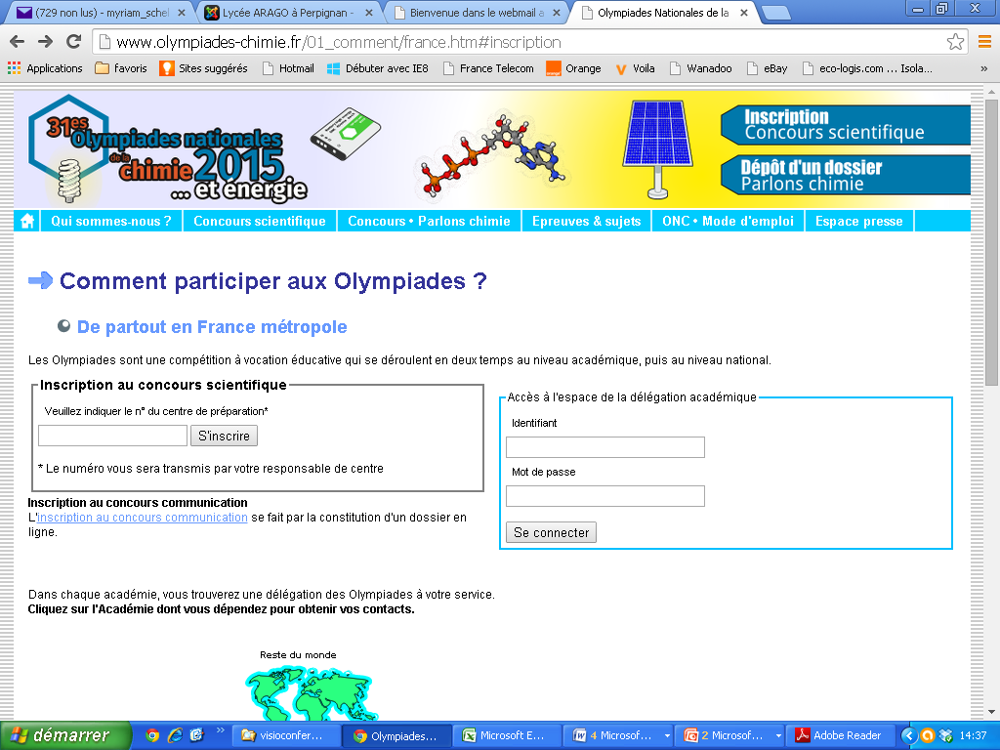 (729 non lus) - myriam_schel
Lycée ARAGO à Perpignan -
Bienvenue dans le webmail a
Olympiades Nationales de la
www.olympiades-chimie.fr/01_comment/france.htm#inscription
Applications favoris Sites suggérés Hotmail Débuter avec IE8 France Telecom Orange Voila Wanadoo eBay eco-logis.com ... Isola... »
31es
Olympiades nationales
de la
chimie 2015
... et énergie
Inscription
Concours scientifique
Dépôt d'un dossier
Parlons chimie
Qui sommes-nous ? Concours scientifique Concours • Parlons chimie Epreuves & sujets ONC • Mode d'emploi Espace presse
Comment participer aux Olympiades ?
De partout en France métropole
Les Olympiades sont une compétition à vocation éducative qui se déroulent en deux temps au niveau académique, puis au niveau national.
Inscription au concours scientifique
Veuillez indiquer le n° du centre de préparation*
S'inscrire
* Le numéro vous sera transmis par votre responsable de centre
Accès à l'espace de la délégation académique
Identifiant
Mot de passe
Se connecter
Inscription au concours communication
L'inscription au concours communication se fait par la constitution d'un dossier en
ligne.
Dans chaque académie, vous trouverez une délégation des Olympiades à votre service.
Cliquez sur l'Académie dont vous dépendez pour obtenir vos contacts.
Reste du monde
démarrer » visioconfer... Olympiades... Microsoft E... 4 Microsof... 2 Microsof... Adobe Reader 14:37